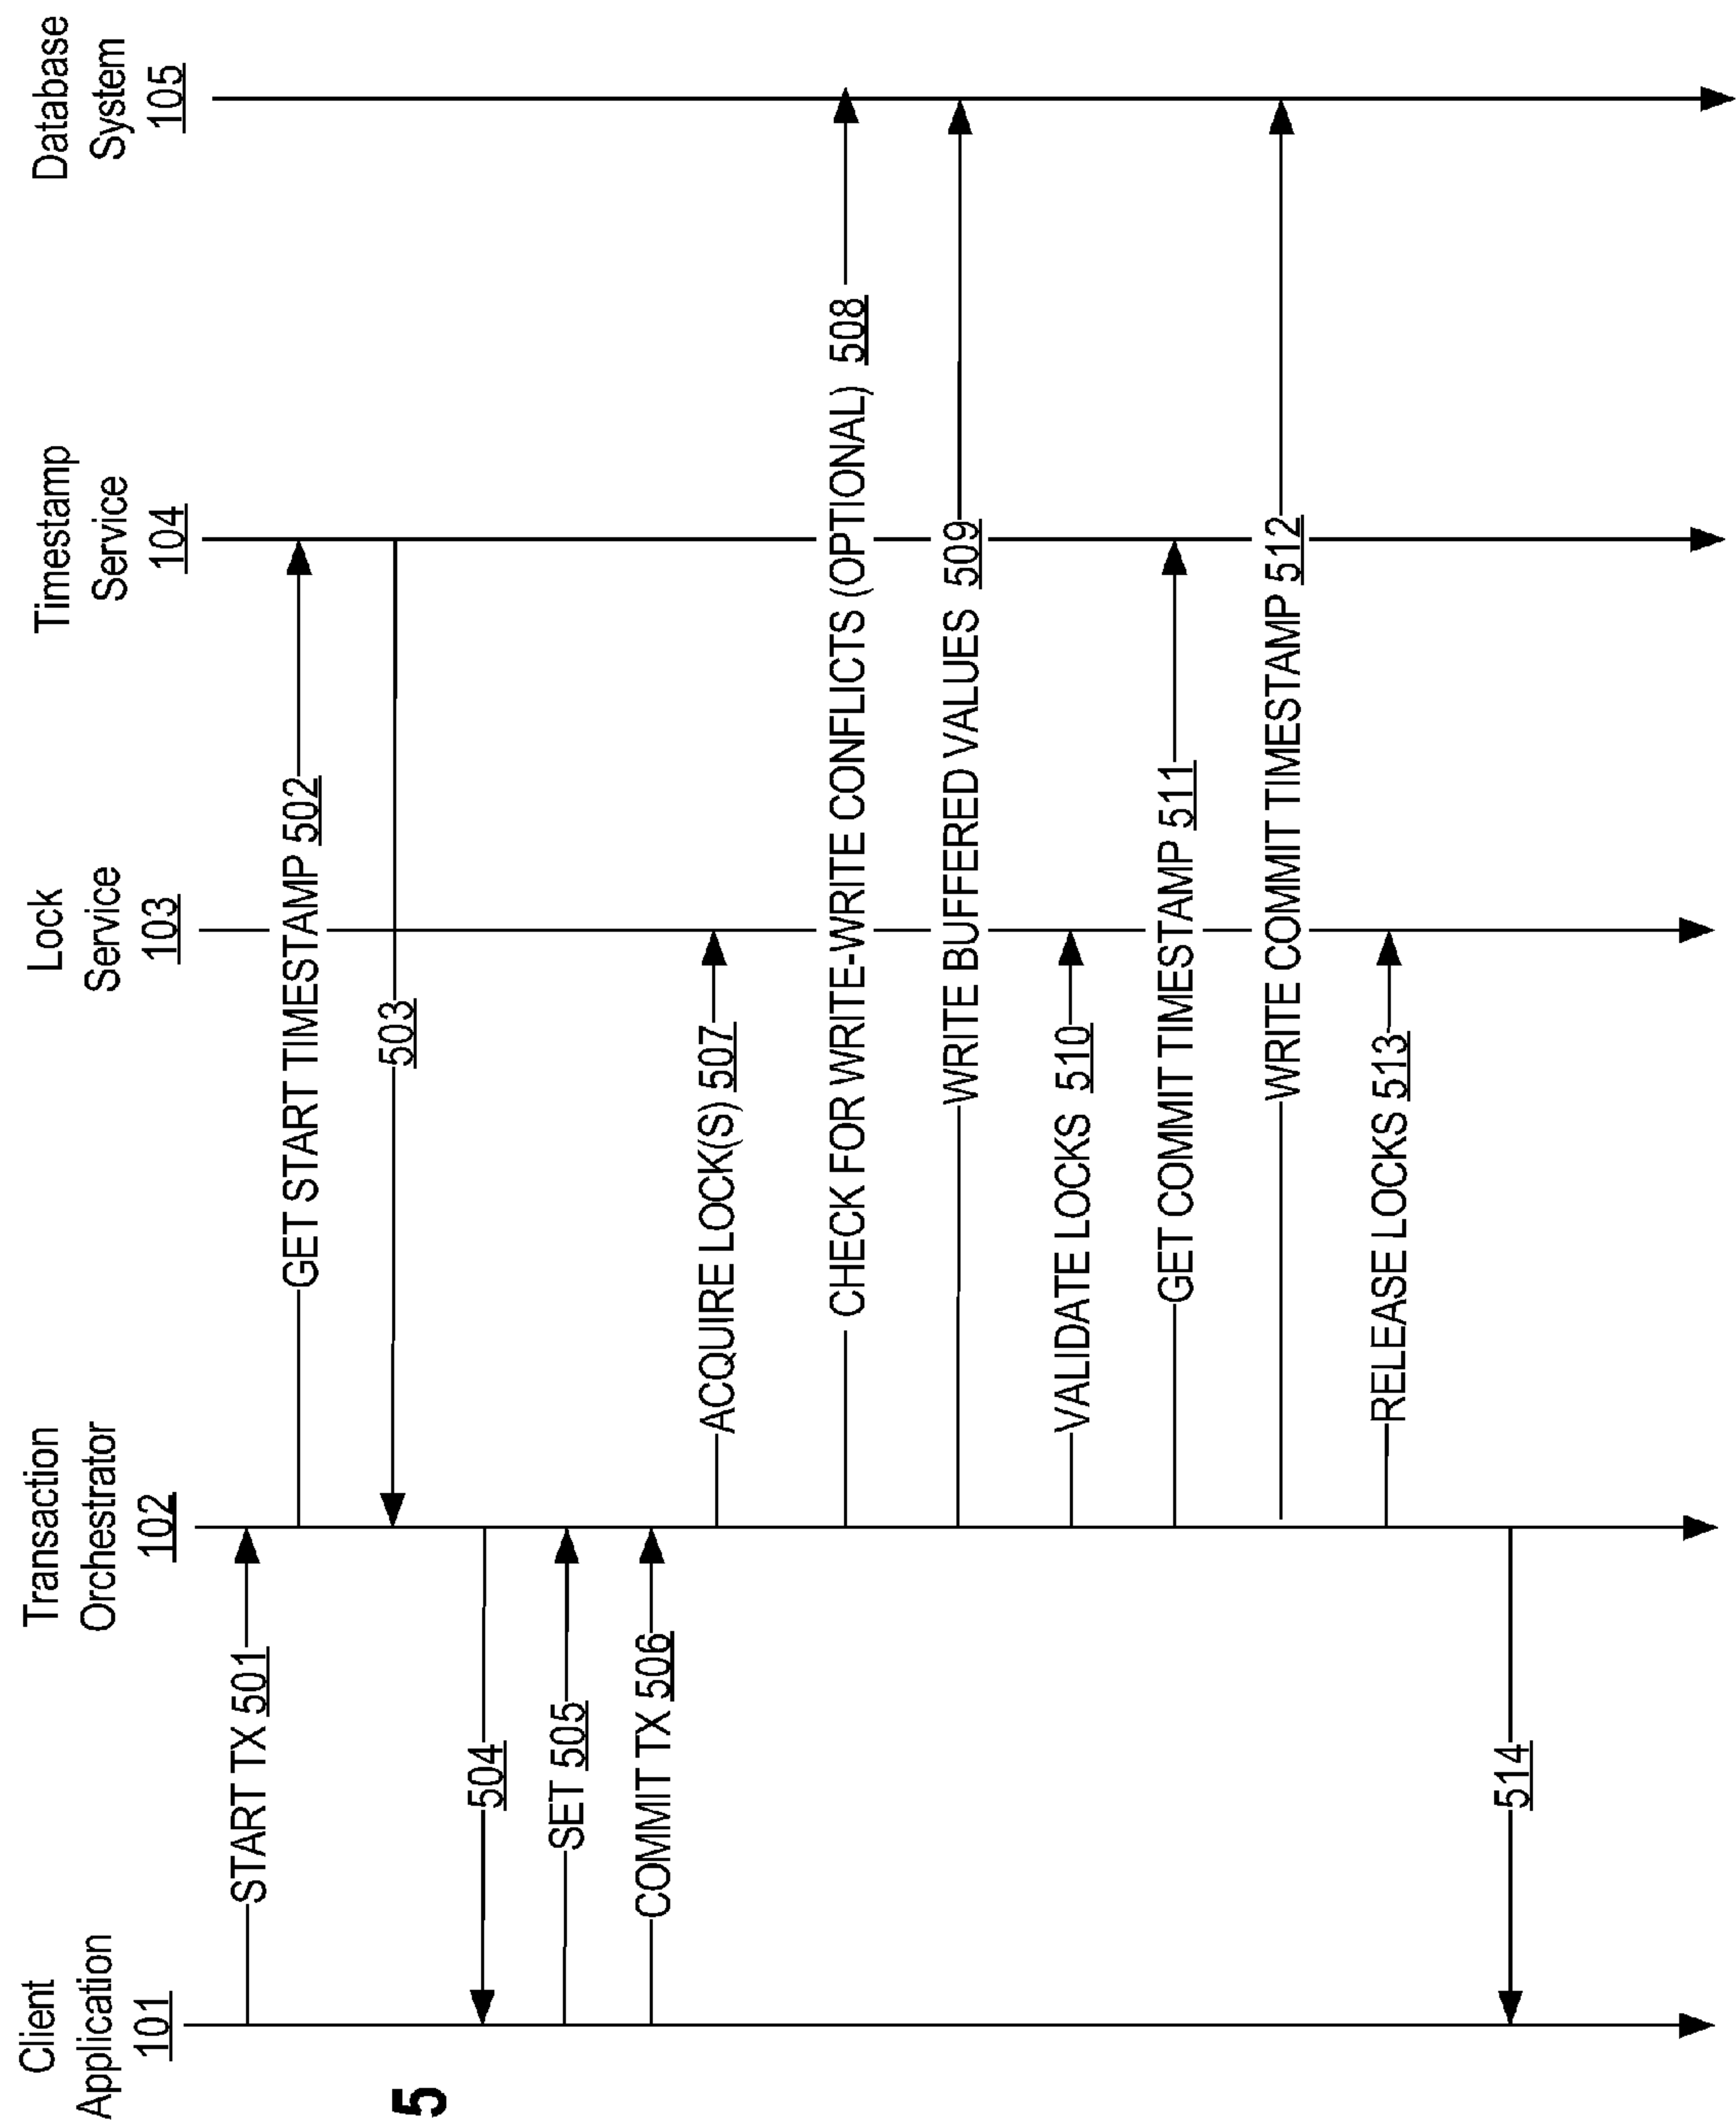 Client
Application
101
Transaction
Orchestrator
102
Lock
Service
103
Timestamp
Service
104
Database
System
105
START TX 501
GET START TIMESTAMP 502
503
504
SET 505
COMMIT TX 506
ACQUIRE LOCK(S) 507
CHECK FOR WRITE-WRITE CONFLICTS (OPTIONAL) 508
WRITE BUFFERED VALUES 509
VALIDATE LOCKS 510
GET COMMIT TIMESTAMP 511
WRITE COMMIT TIMESTAMP 512
RELEASE LOCKS 513
514
5